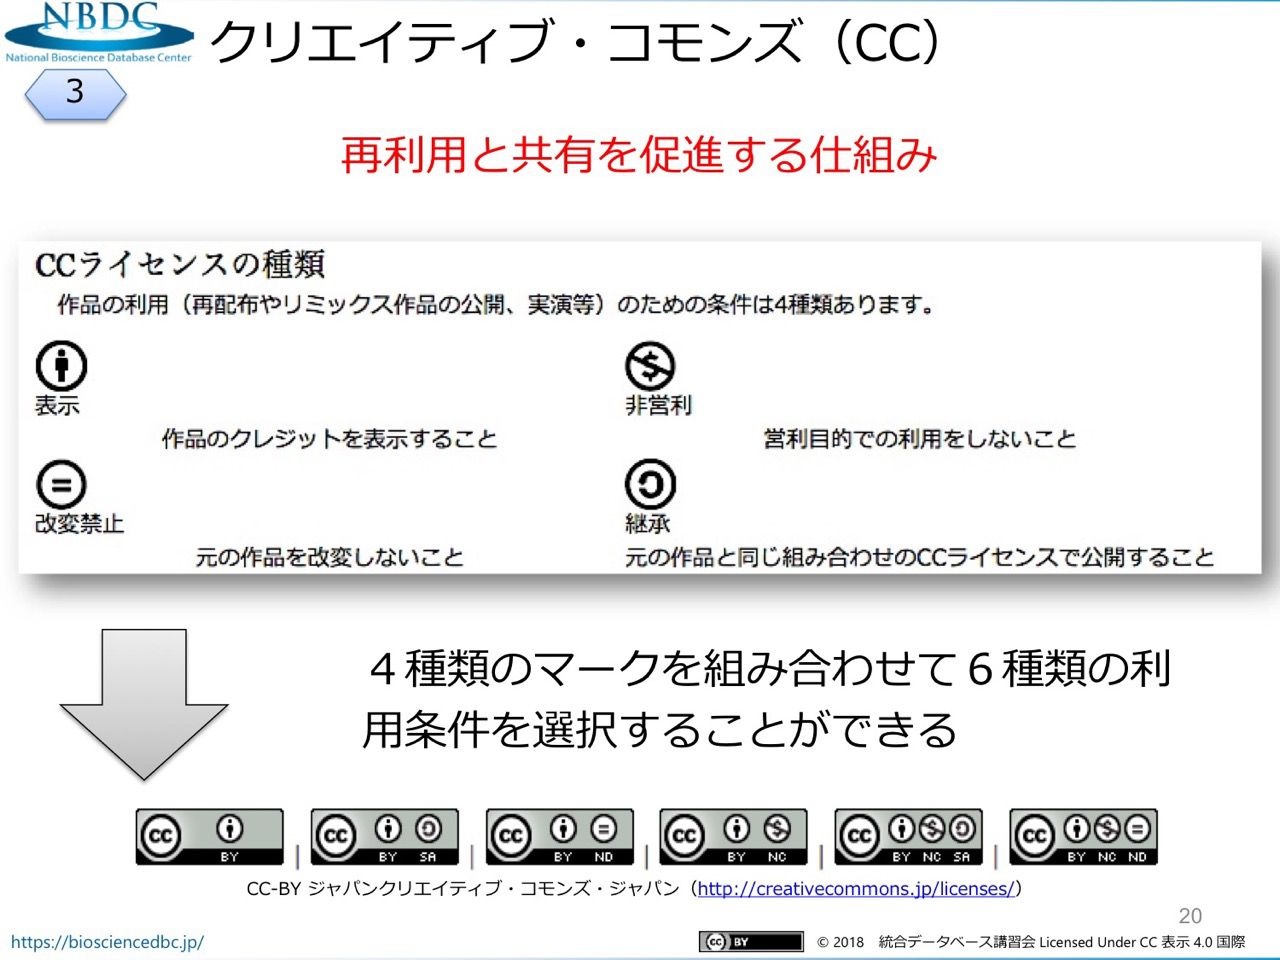 NBDC
National Bioscience Database Center
クリエイティブ・コモンズ（CC）
3
再利用と共有を促進する仕組み
CCライセンスの種類
作品の利用（再配布やリミックス作品の公開、実演等）のための条件は4種類あります。
表示
作品のクレジットを表示すること
非営利
営利目的での利用をしないこと
改変禁止
元の作品を改変しないこと
継承
元の作品と同じ組み合わせのCCライセンスで公開すること
４種類のマークを組み合わせて６種類の利
用条件を選択することができる
cc BY | cc BY SA | cc BY ND | cc BY NC | cc BY NC SA | cc BY NC ND
CC-BY ジャパンクリエイティブ・コモンズ・ジャパン（http://creativecommons.jp/licenses/）
20
https://biosciencedbc.jp/
cc BY © 2018 統合データベース講習会 Licensed Under CC 表示 4.0 国際